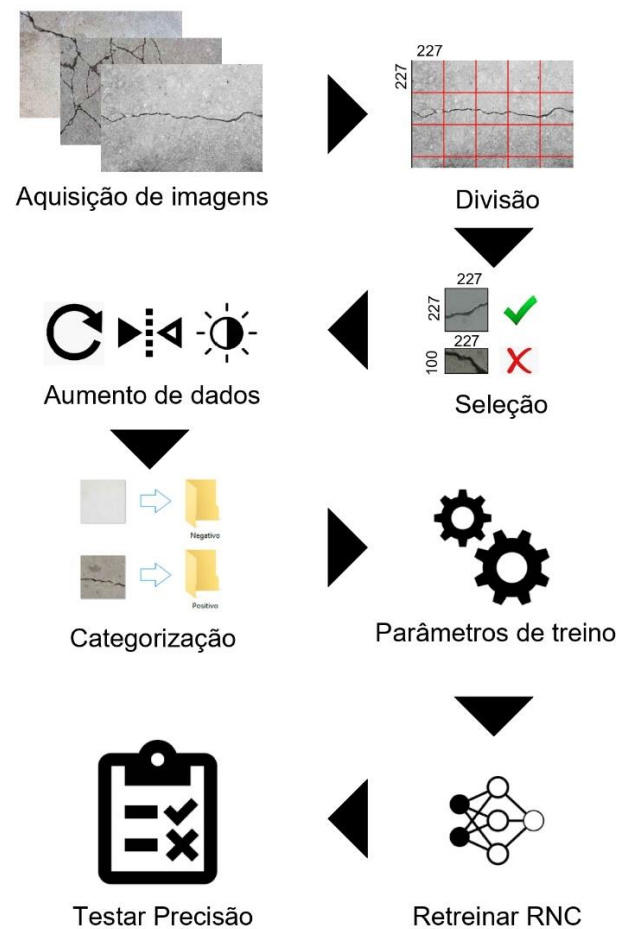 227
227
Aquisição de imagens
Divisão
227
227
227
100
Seleção
Aumento de dados
Negativo
Positivo
Categorização
Parâmetros de treino
Retreinar RNC
Testar Precisão